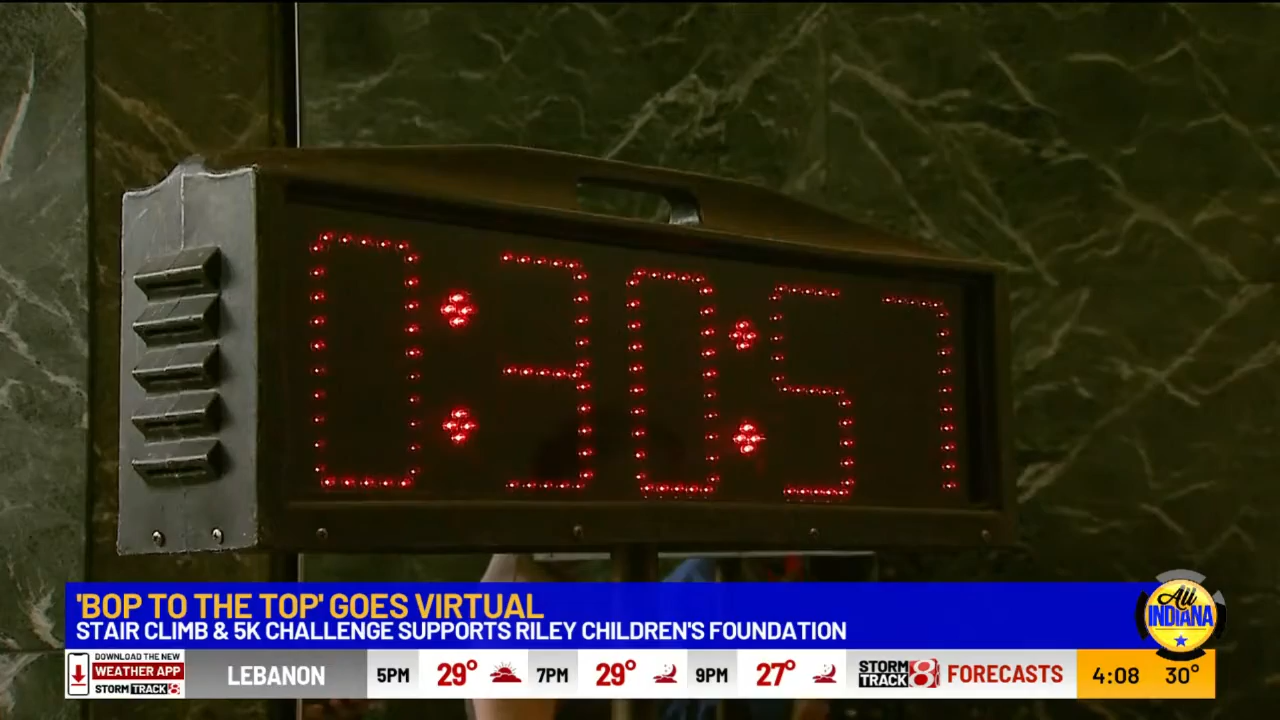 0:30:57
'BOP TO THE TOP' GOES VIRTUAL
STAIR CLIMB & 5K CHALLENGE SUPPORTS RILEY CHILDREN'S FOUNDATION
All
INDIANA
DOWNLOAD THE NEW
WEATHER APP
STORM TRACK 8
LEBANON
5PM 29° 7PM 29° 9PM 27°
STORM TRACK 8 FORECASTS
4:08 30°